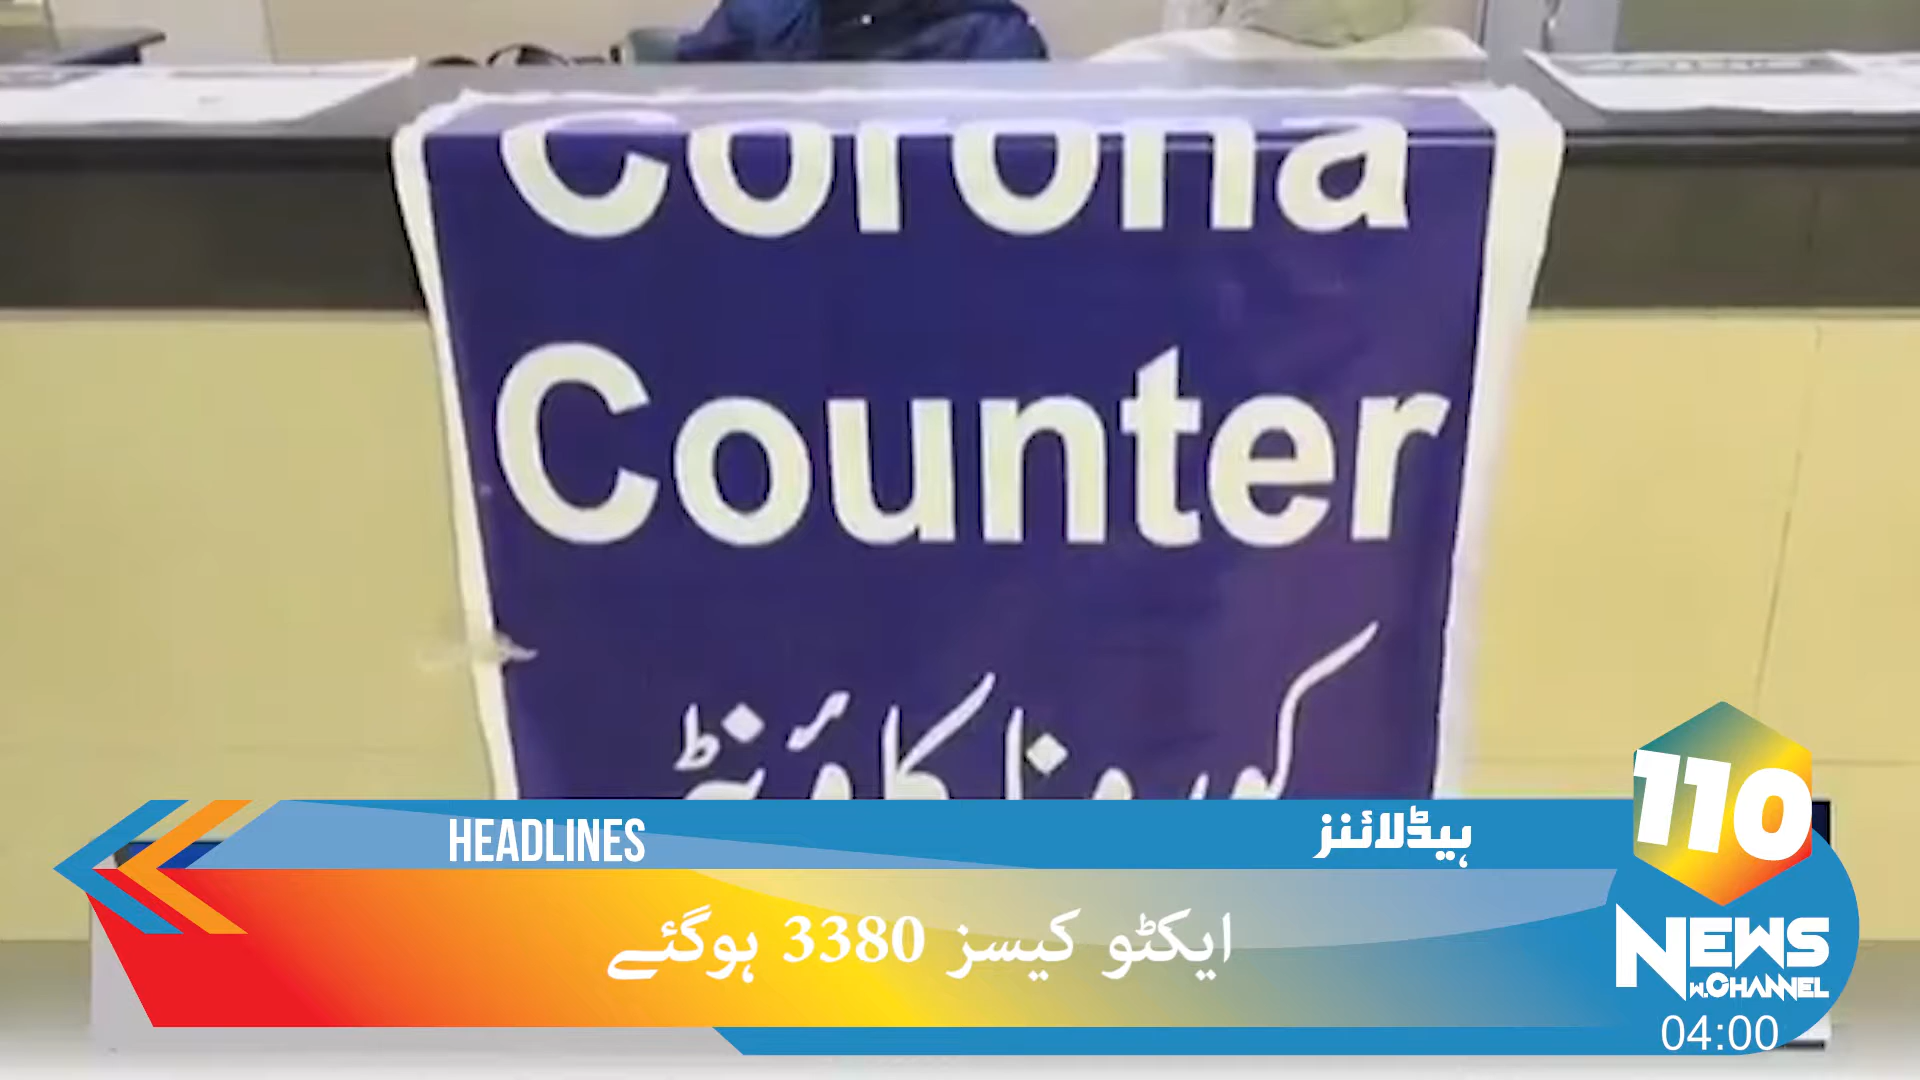 Corona
Counter
کورونا کاؤنٹر
HEADLINES
ہیڈلائنز
ایکٹو کیسز 3380 ہوگئے
110
NEWS
W.CHANNEL
04:00